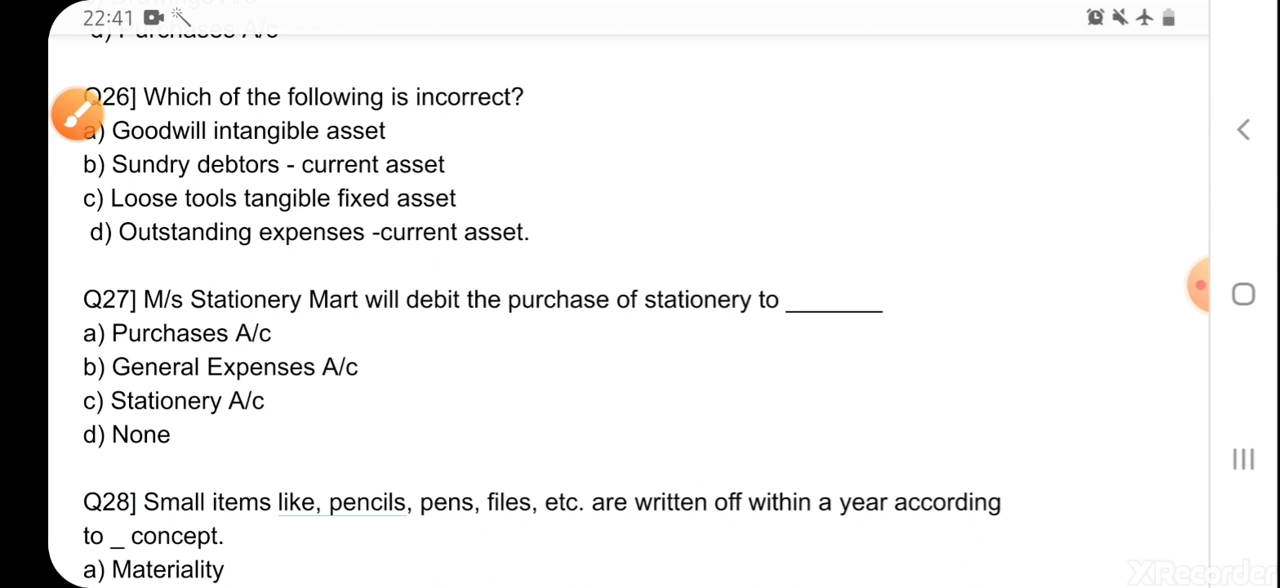 22:41
d) Purchases A/c
Q26] Which of the following is incorrect?
a) Goodwill intangible asset
b) Sundry debtors - current asset
c) Loose tools tangible fixed asset
d) Outstanding expenses -current asset.
Q27] M/s Stationery Mart will debit the purchase of stationery to _______
a) Purchases A/c
b) General Expenses A/c
c) Stationery A/c
d) None
Q28] Small items like, pencils, pens, files, etc. are written off within a year according
to _ concept.
a) Materiality
XRecorder